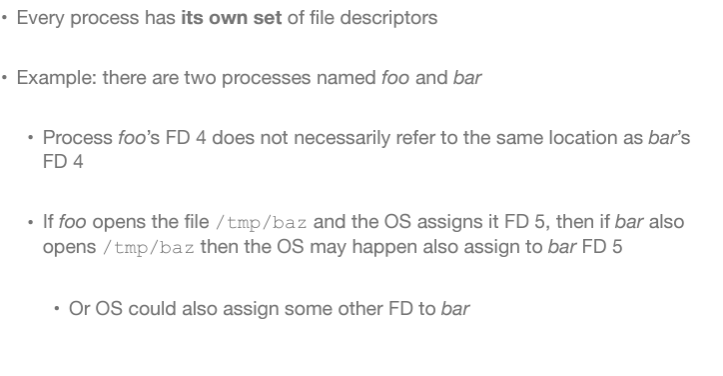 • Every process has its own set of file descriptors
• Example: there are two processes named foo and bar
• Process foo's FD 4 does not necessarily refer to the same location as bar's
FD 4
• If foo opens the file /tmp/baz and the OS assigns it FD 5, then if bar also
opens /tmp/baz then the OS may happen also assign to bar FD 5
• Or OS could also assign some other FD to bar